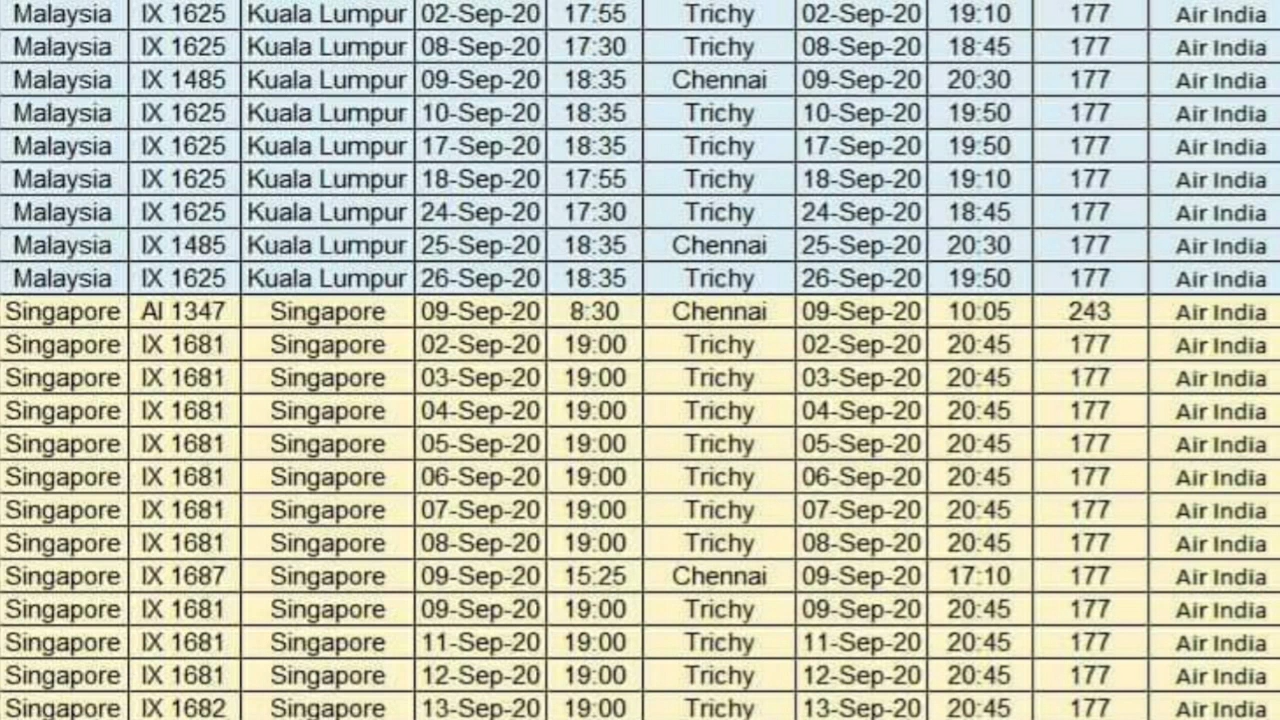 Malaysia IX 1625 Kuala Lumpur 02-Sep-20 17:55 Trichy 02-Sep-20 19:10 177 Air India
Malaysia IX 1625 Kuala Lumpur 08-Sep-20 17:30 Trichy 08-Sep-20 18:45 177 Air India
Malaysia IX 1485 Kuala Lumpur 09-Sep-20 18:35 Chennai 09-Sep-20 20:30 177 Air India
Malaysia IX 1625 Kuala Lumpur 10-Sep-20 18:35 Trichy 10-Sep-20 19:50 177 Air India
Malaysia IX 1625 Kuala Lumpur 17-Sep-20 18:35 Trichy 17-Sep-20 19:50 177 Air India
Malaysia IX 1625 Kuala Lumpur 18-Sep-20 17:55 Trichy 18-Sep-20 19:10 177 Air India
Malaysia IX 1625 Kuala Lumpur 24-Sep-20 17:30 Trichy 24-Sep-20 18:45 177 Air India
Malaysia IX 1485 Kuala Lumpur 25-Sep-20 18:35 Chennai 25-Sep-20 20:30 177 Air India
Malaysia IX 1625 Kuala Lumpur 26-Sep-20 18:35 Trichy 26-Sep-20 19:50 177 Air India
Singapore AI 1347 Singapore 09-Sep-20 8:30 Chennai 09-Sep-20 10:05 243 Air India
Singapore IX 1681 Singapore 02-Sep-20 19:00 Trichy 02-Sep-20 20:45 177 Air India
Singapore IX 1681 Singapore 03-Sep-20 19:00 Trichy 03-Sep-20 20:45 177 Air India
Singapore IX 1681 Singapore 04-Sep-20 19:00 Trichy 04-Sep-20 20:45 177 Air India
Singapore IX 1681 Singapore 05-Sep-20 19:00 Trichy 05-Sep-20 20:45 177 Air India
Singapore IX 1681 Singapore 06-Sep-20 19:00 Trichy 06-Sep-20 20:45 177 Air India
Singapore IX 1681 Singapore 07-Sep-20 19:00 Trichy 07-Sep-20 20:45 177 Air India
Singapore IX 1681 Singapore 08-Sep-20 19:00 Trichy 08-Sep-20 20:45 177 Air India
Singapore IX 1687 Singapore 09-Sep-20 15:25 Chennai 09-Sep-20 17:10 177 Air India
Singapore IX 1681 Singapore 09-Sep-20 19:00 Trichy 09-Sep-20 20:45 177 Air India
Singapore IX 1681 Singapore 11-Sep-20 19:00 Trichy 11-Sep-20 20:45 177 Air India
Singapore IX 1681 Singapore 12-Sep-20 19:00 Trichy 12-Sep-20 20:45 177 Air India
Singapore IX 1682 Singapore 13-Sep-20 19:00 Trichy 13-Sep-20 20:45 177 Air India